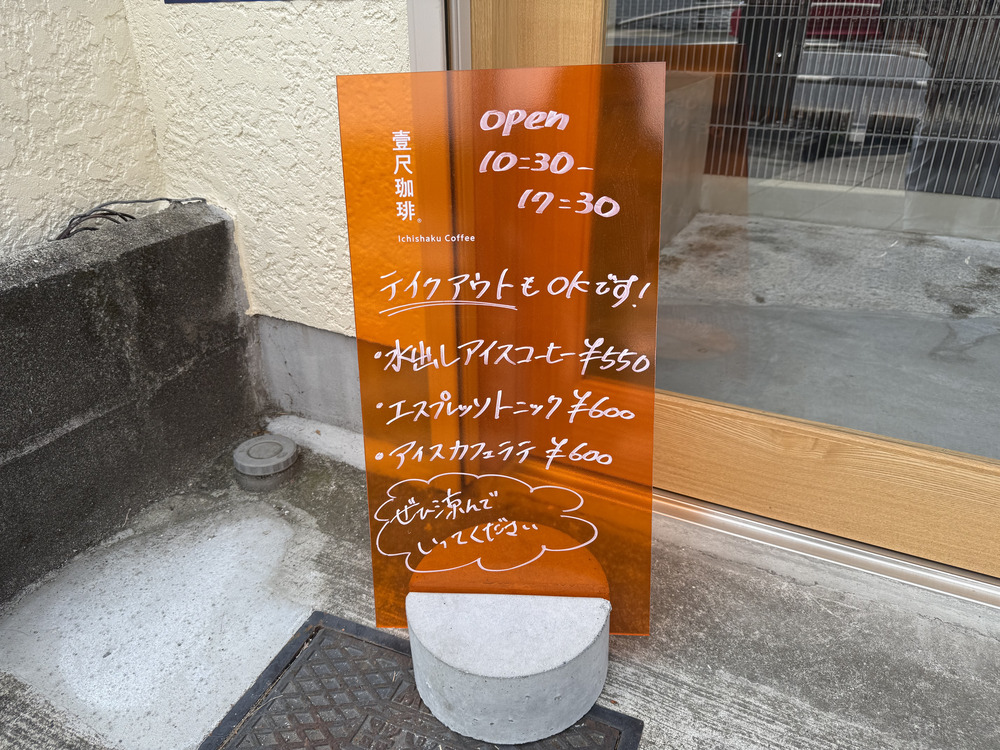 壹尺珈琲®
Ichishaku Coffee
open
10:30-
17:30
テイクアウトもOKです!
・水出しアイスコーヒー ¥550
・エスプレッソトニック ¥600
・アイスカフェラテ ¥600
ぜひ涼んで
いってください